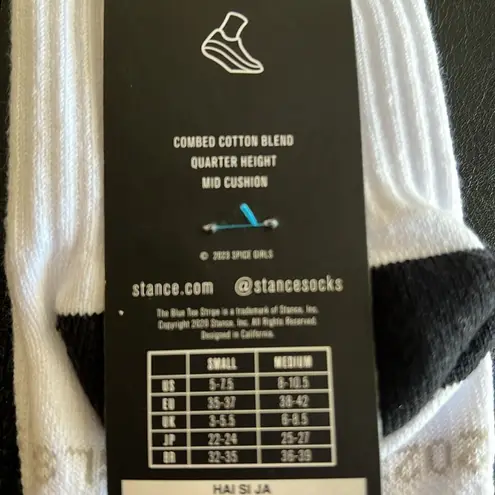 COMBED COTTON BLEND
QUARTER HEIGHT
MID CUSHION
© 2023 SPICE GIRLS
stance.com @stancesocks
The Blue Toe Stripe is a trademark of Stance, Inc.
Copyright 2020 Stance, Inc. All Rights Reserved.
Designed in California.
SMALL MEDIUM
US 5-7.5 8-10.5
EU 35-37 38-42
UK 3-5.5 6-8.5
JP 22-24 25-27
BR 32-35 36-39
HAI SI JA